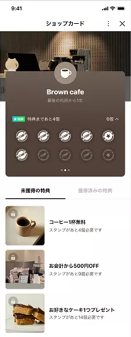 9:41
ショップカード
Brown cafe
特典まであと4個
6個
未獲得の特典
獲得済みの特典
コーヒー1杯無料
スタンプがあと4個必要です
お会計から500円OFF
スタンプがあと9個必要です
お好きなケーキ1つプレゼント
スタンプがあと14個必要です